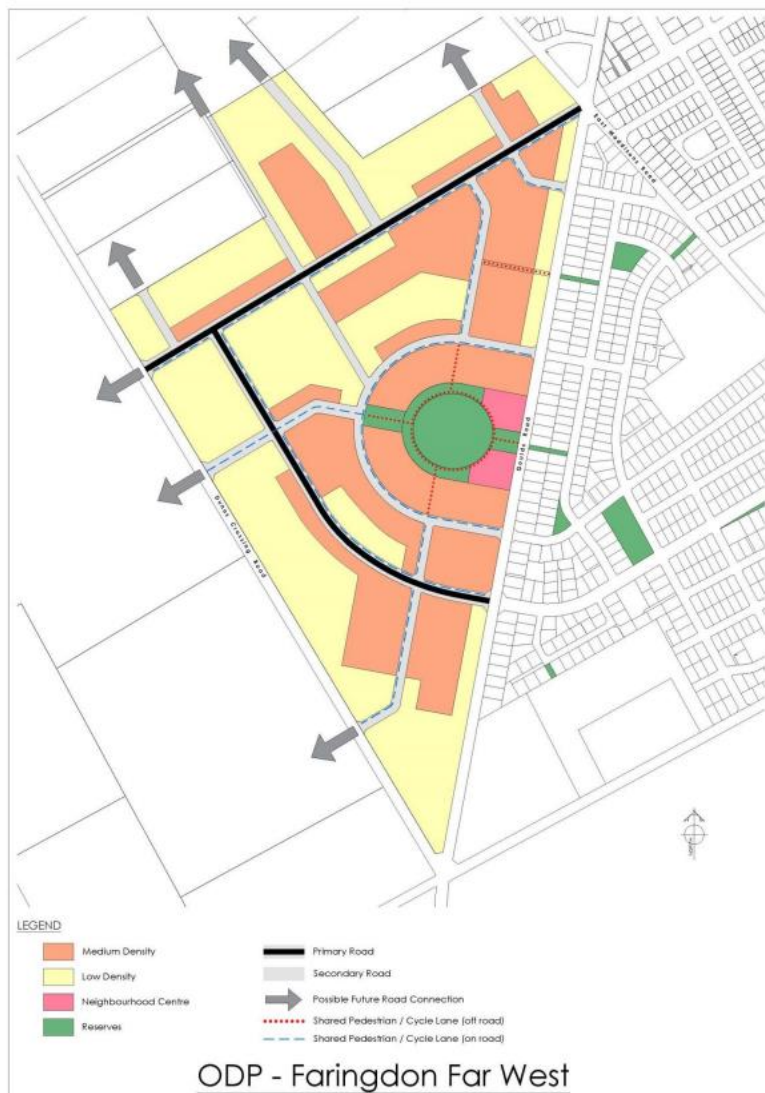 East Maddisons Road
Goulds Road
Dunns Crossing Road
LEGEND
Medium Density
Low Density
Neighbourhood Centre
Reserves
Primary Road
Secondary Road
Possible Future Road Connection
Shared Pedestrian / Cycle Lane (off road)
Shared Pedestrian / Cycle Lane (on road)
ODP - Faringdon Far West